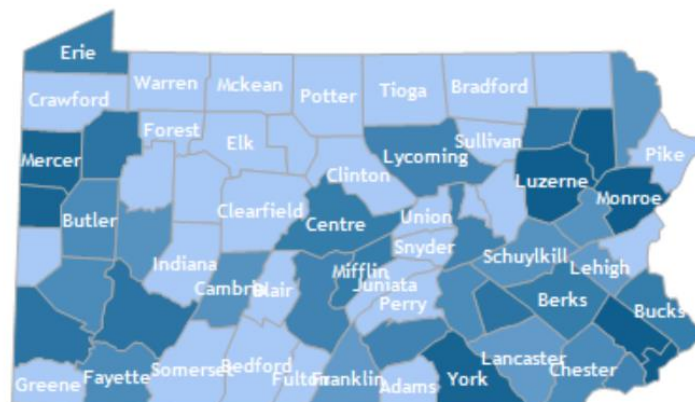 Erie
Warren
Mckean
Potter
Tioga
Bradford
Crawford
Forest
Elk
Sullivan
Lycoming
Pike
Mercer
Clinton
Luzerne
Monroe
Butler
Clearfield
Centre
Union
Snyder
Schuylkill
Indiana
Mifflin
Lehigh
Cambre
Blair
Juniata
Perry
Berks
Bucks
Somerset
Bedford
Lancaster
Chester
Greene
Fayette
Fulton
Franklin
Adams
York